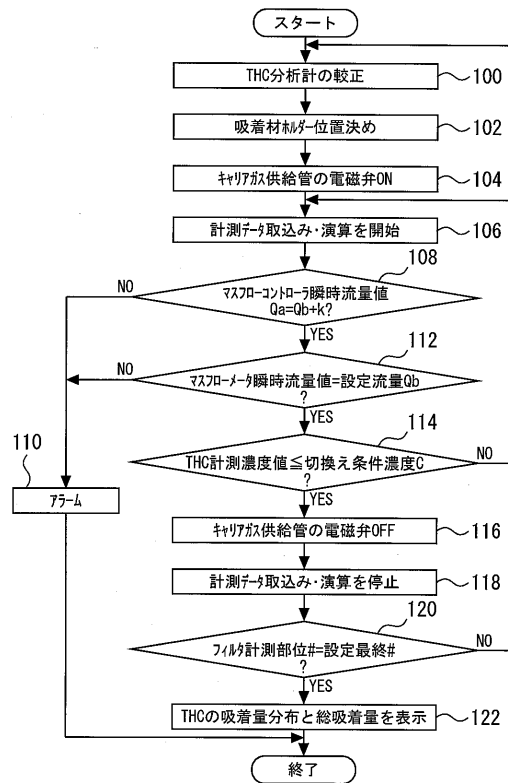 スタート
THC分析計の較正
100
吸着材ホルダー位置決め
102
キャリアガス供給管の電磁弁ON
104
計測データ取込み・演算を開始
106
108
NO
マスフローコントローラ瞬時流量値
Qa=Qb+k?
YES
112
NO
マスフローメータ瞬時流量値=設定流量Qb
?
YES
114
110
THC計測濃度値≦切換え条件濃度C
?
NO
アラーム
YES
キャリアガス供給管の電磁弁OFF
116
計測データ取込み・演算を停止
118
120
フィルタ計測部位#=設定最終#
?
NO
YES
THCの吸着量分布と総吸着量を表示
122
終了